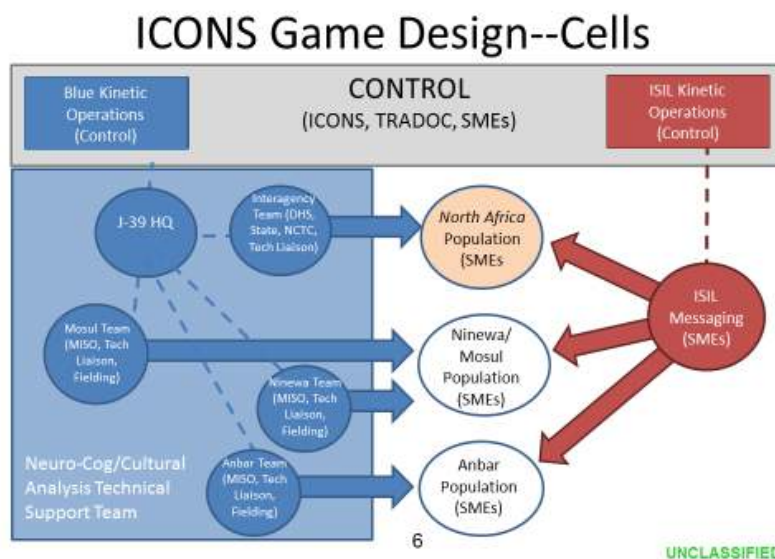 ICONS Game Design--Cells
Blue Kinetic
Operations
(Control)
CONTROL
(ICONS, TRADOC, SMEs)
ISIL Kinetic
Operations
(Control)
J-39 HQ
Interagency
Team (DHS,
State, NCTC,
Tech Liaison)
North Africa
Population
(SMEs
ISIL
Messaging
(SMEs)
Mosul Team
(MISO, Tech
Liaison,
Fielding)
Ninewa/
Mosul
Population
(SMEs)
Ninewa Team
(MISO, Tech
Liaison,
Fielding)
Anbar Team
(MISO, Tech
Liaison,
Fielding)
Anbar
Population
(SMEs)
Neuro-Cog/Cultural
Analysis Technical
Support Team
6
UNCLASSIFIED